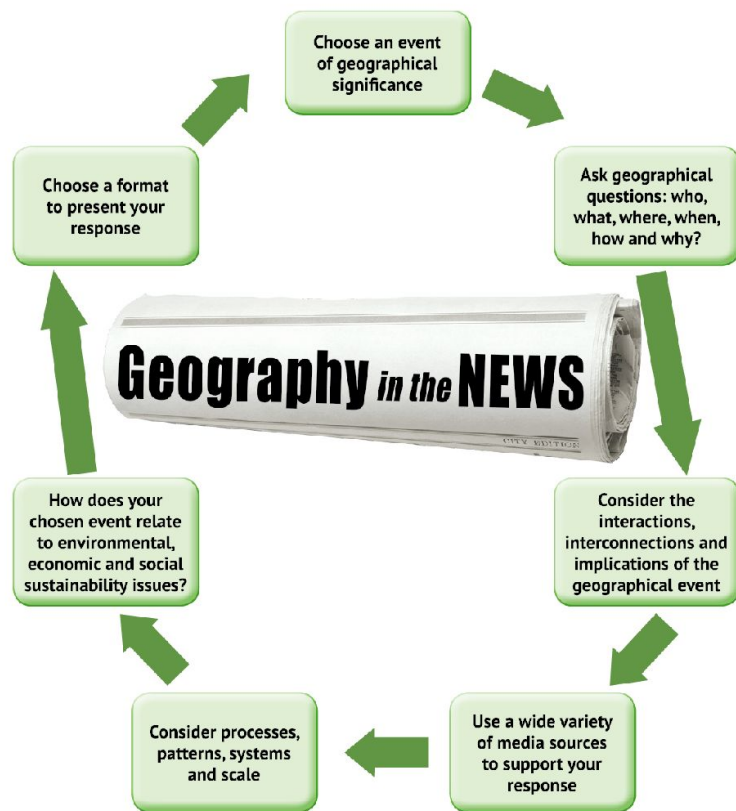 Choose an event
of geographical
significance
Ask geographical
questions: who,
what, where, when,
how and why?
Consider the
interactions,
interconnections and
implications of the
geographical event
Use a wide variety
of media sources
to support your
response
Consider processes,
patterns, systems
and scale
How does your
chosen event relate
to environmental,
economic and social
sustainability issues?
Choose a format
to present your
response
Geography in the NEWS
CITY EDITION